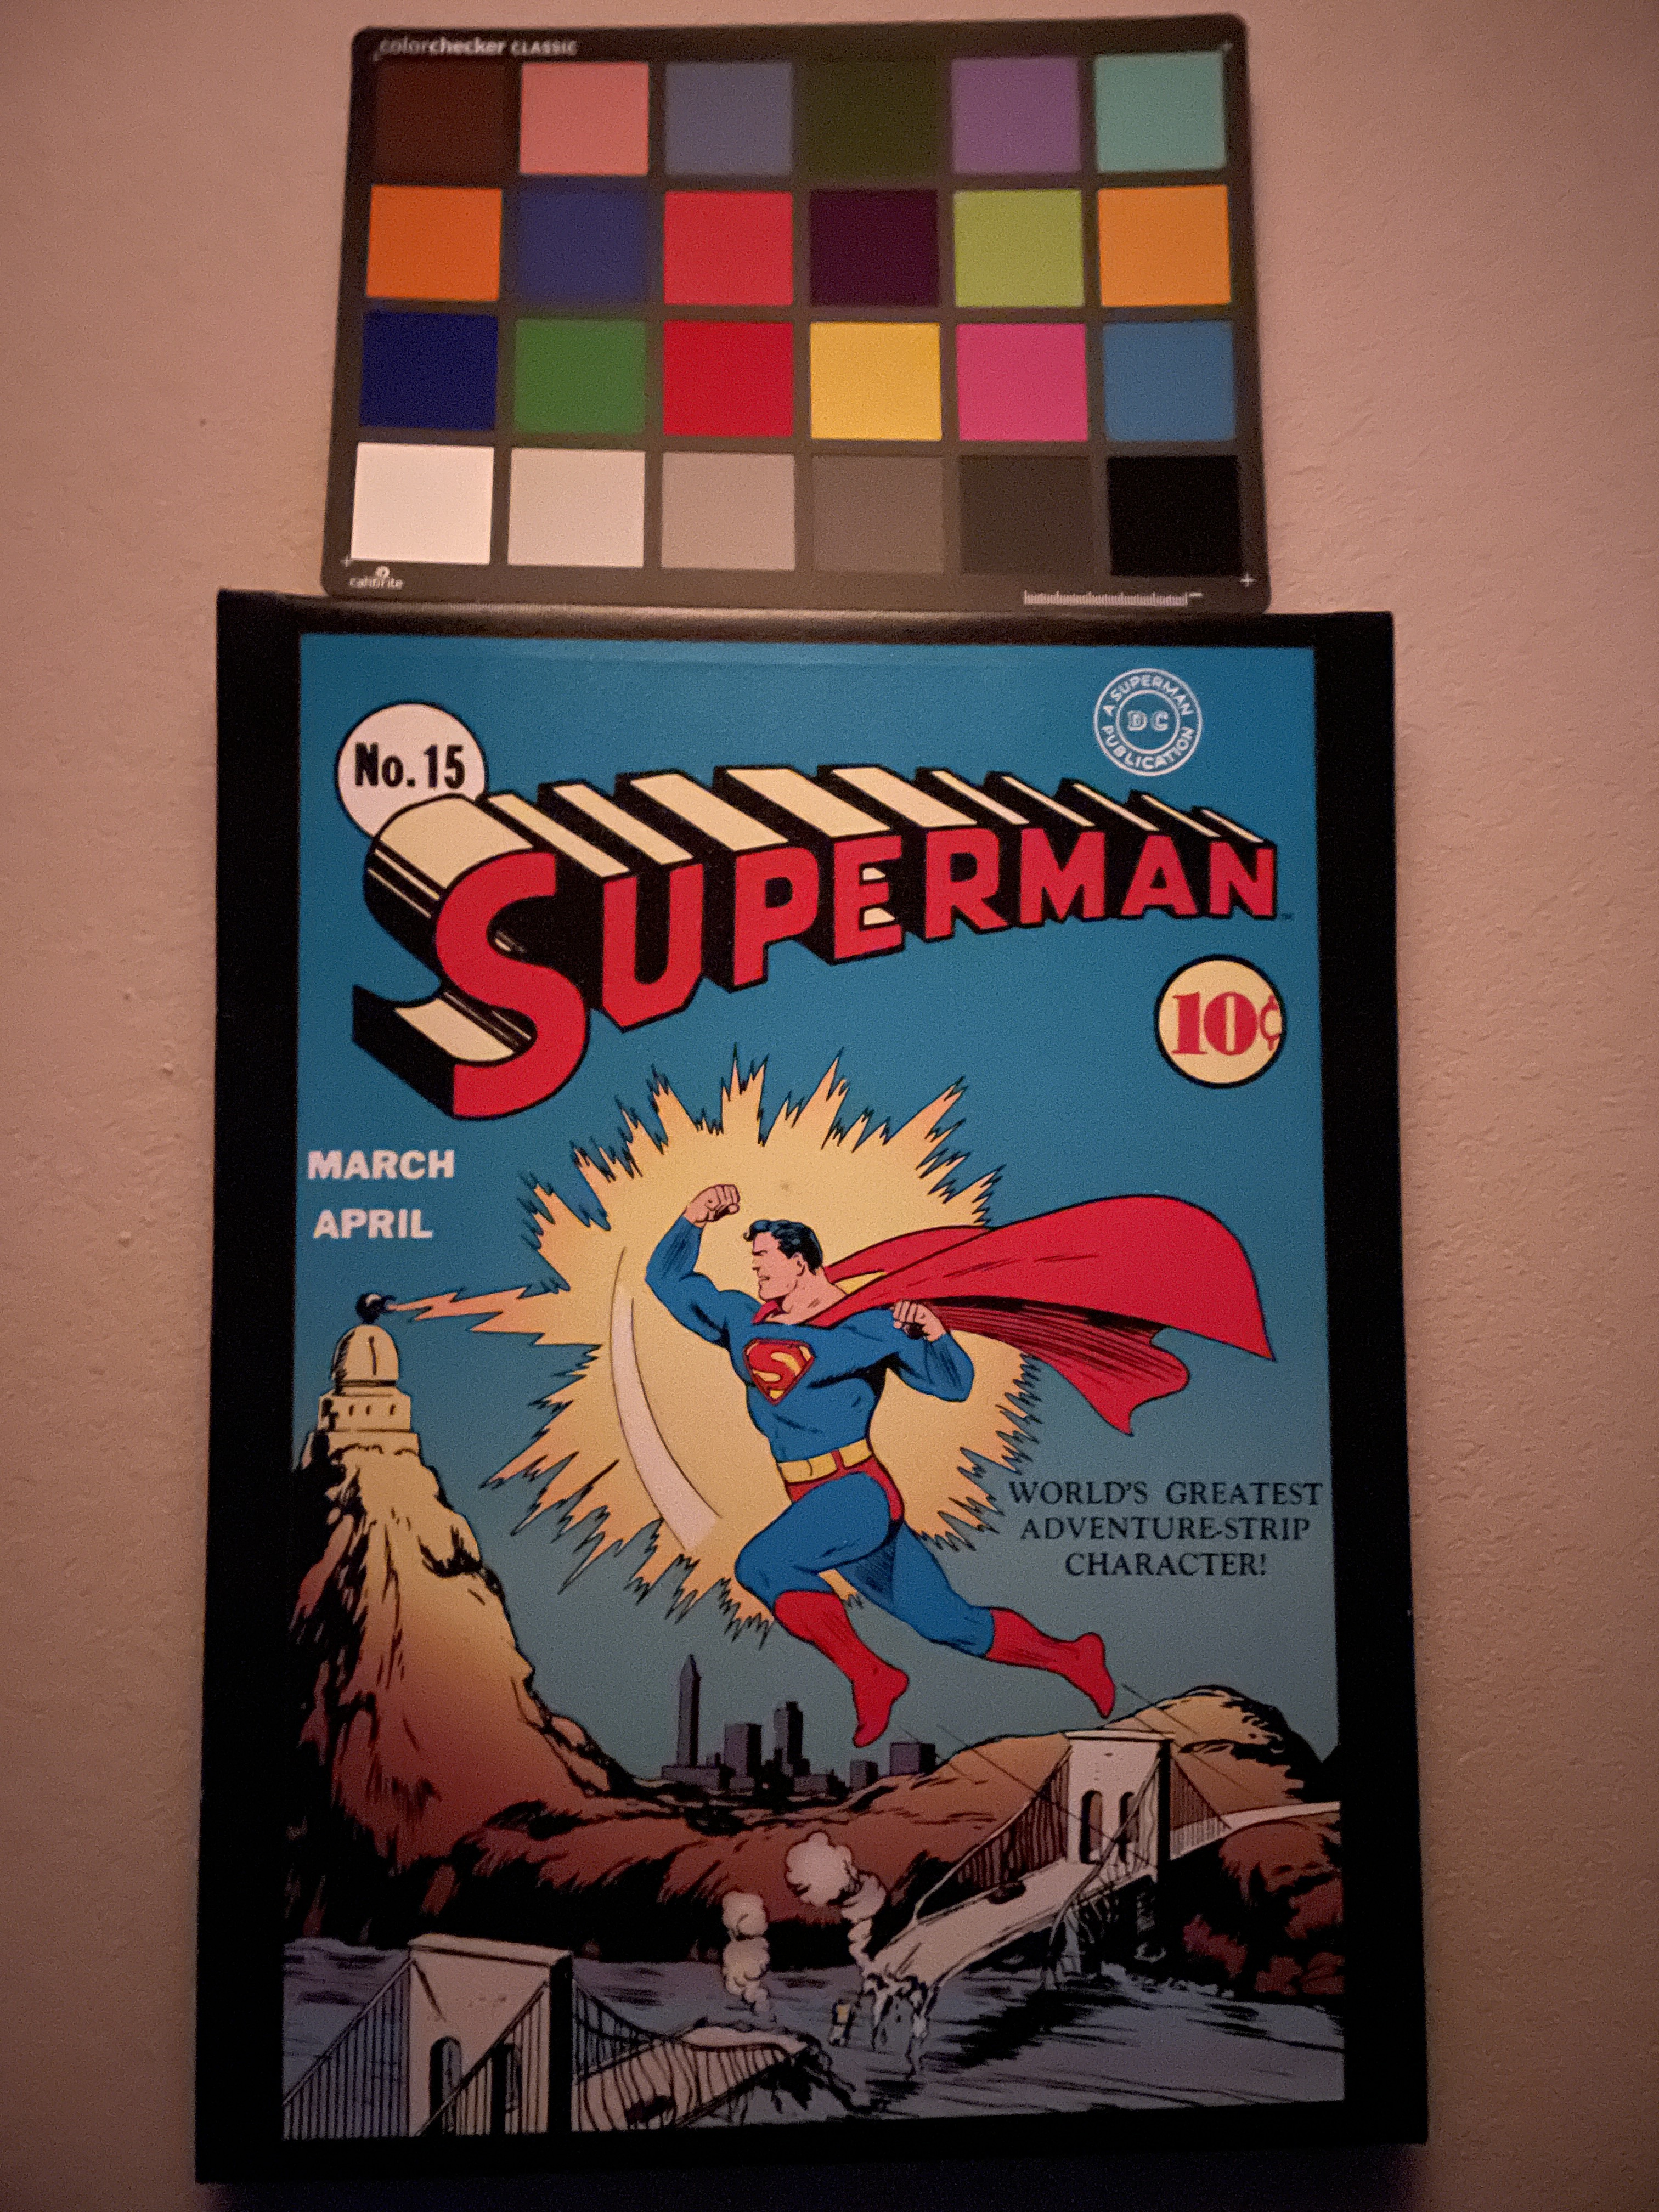 colorchecker CLASSIC
calibrite
No. 15
A SUPERMAN PUBLICATION
DC
SUPERMAN
10¢
MARCH
APRIL
WORLD'S GREATEST
ADVENTURE-STRIP
CHARACTER!